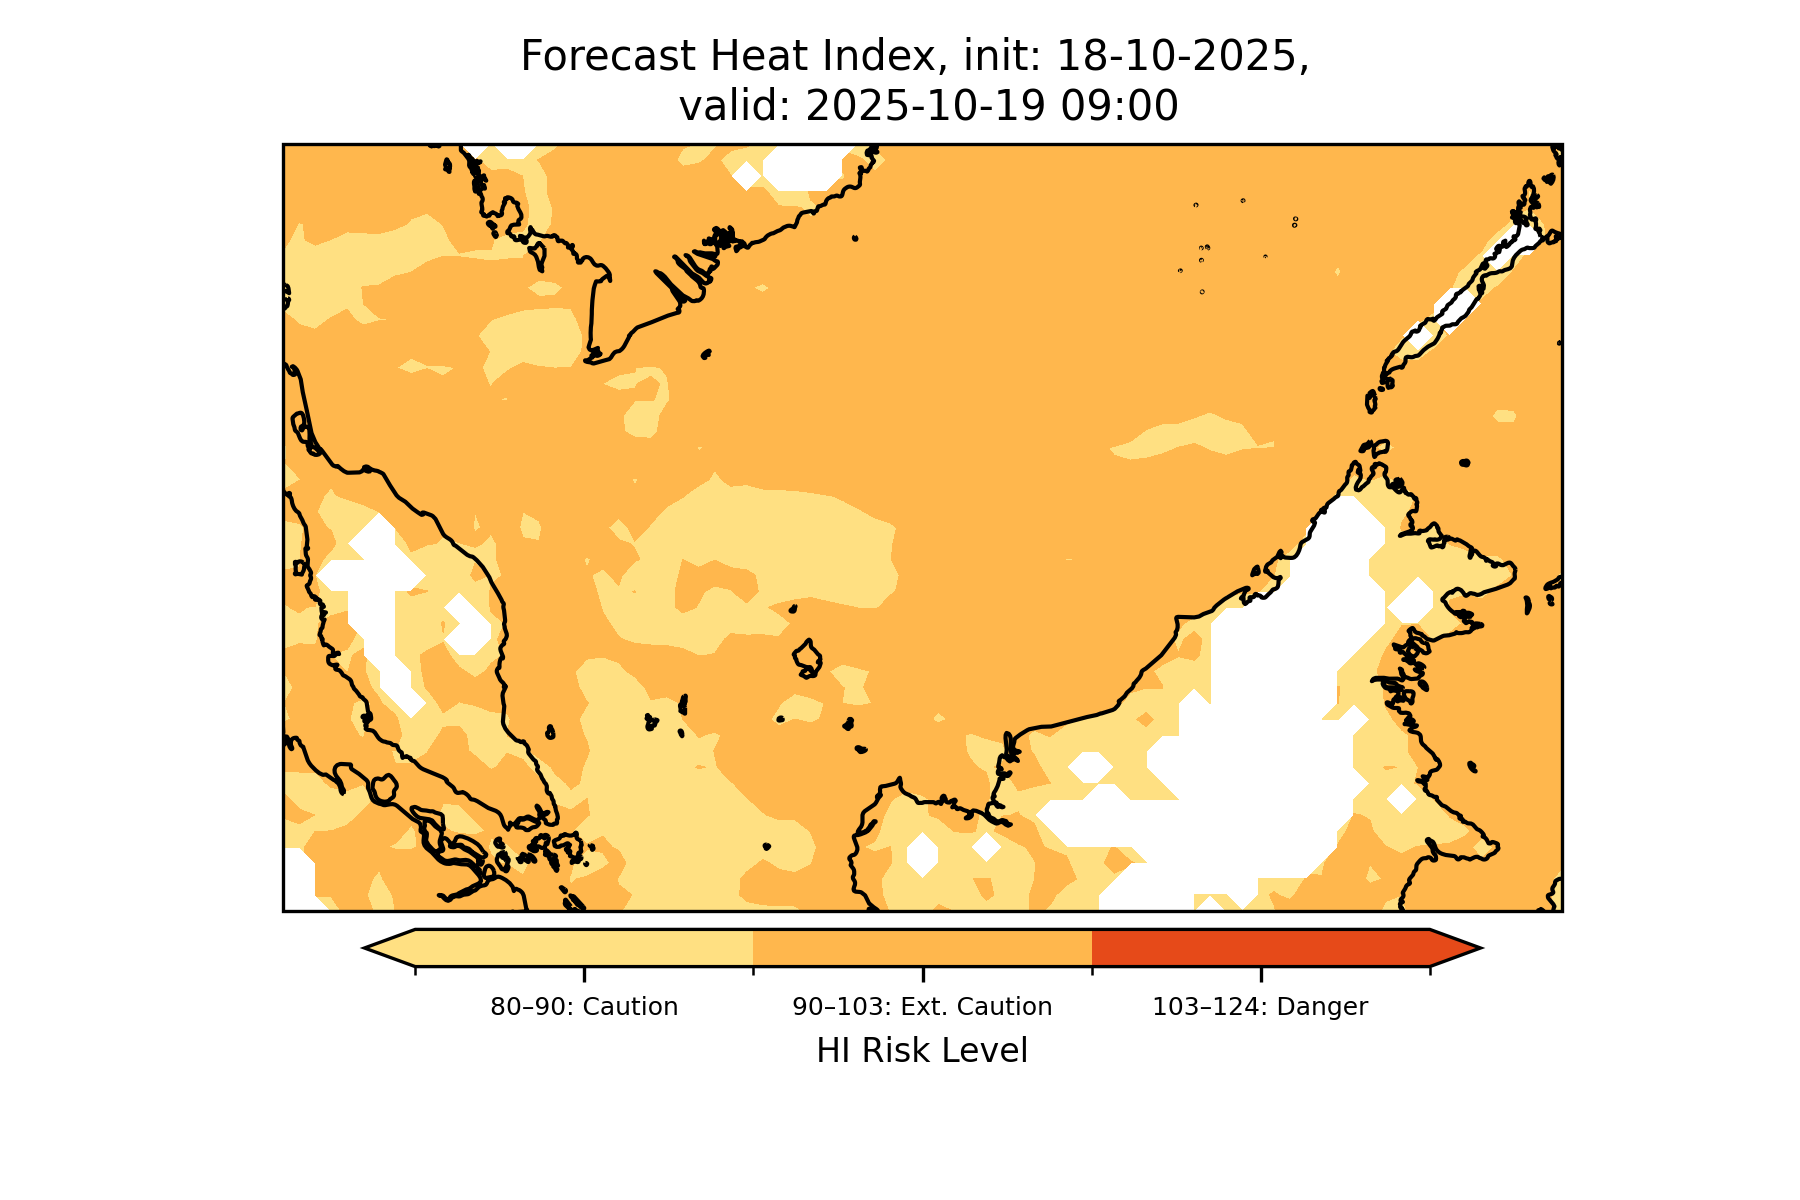 Forecast Heat Index, init: 18-10-2025,
valid: 2025-10-19 09:00
80–90: Caution
90–103: Ext. Caution
103–124: Danger
HI Risk Level